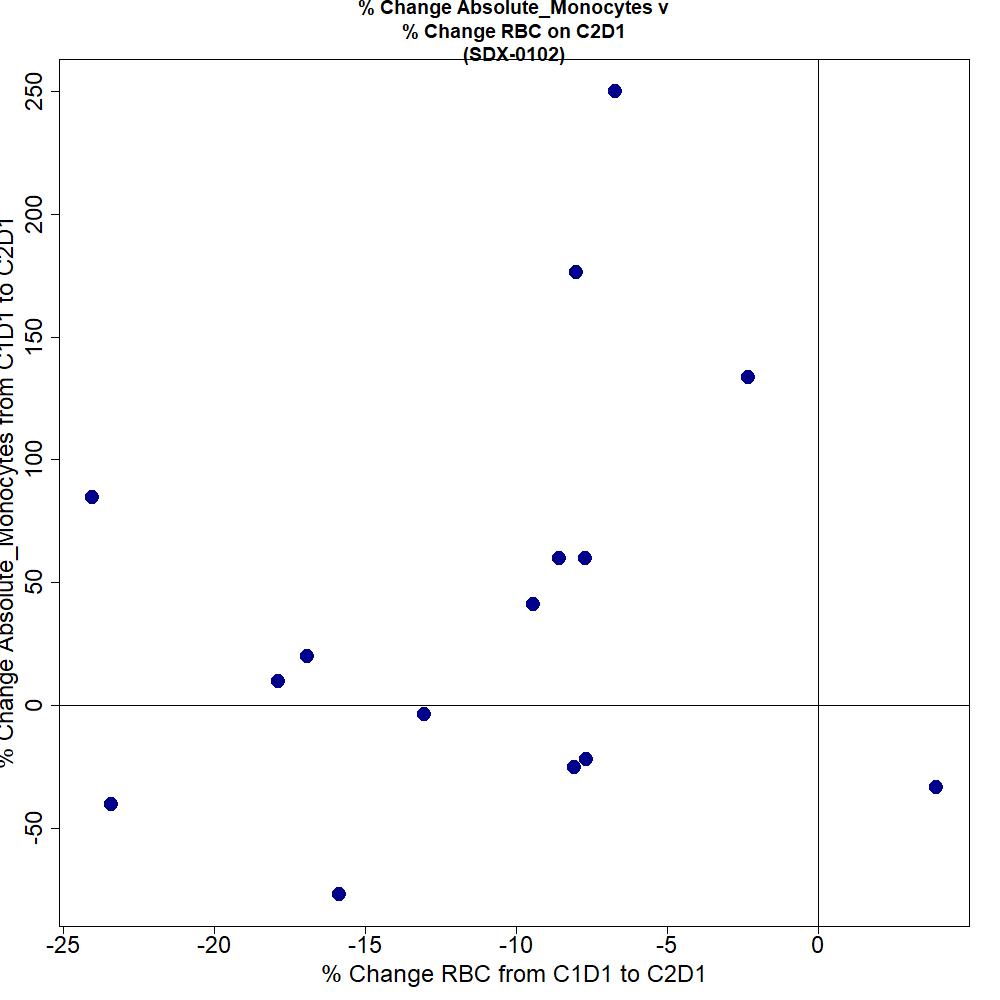 % Change Absolute_Monocytes v
% Change RBC on C2D1
(SDX-0102)
% Change Absolute_Monocytes from C1D1 to C2D1
250
200
150
100
50
0
-50
-25
-20
-15
-10
-5
0
% Change RBC from C1D1 to C2D1